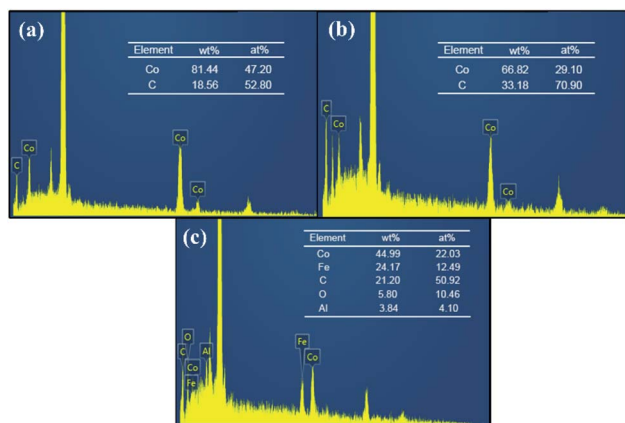 (a)
Element wt% at%
Co 81.44 47.20
C 18.56 52.80
C
Co
Co
Co
(b)
Element wt% at%
Co 66.82 29.10
C 33.18 70.90
C
Co
Co
Co
(c)
Element wt% at%
Co 44.99 22.03
Fe 24.17 12.49
C 21.20 50.92
O 5.80 10.46
Al 3.84 4.10
O
C
Al
Co
Fe
Fe
Co